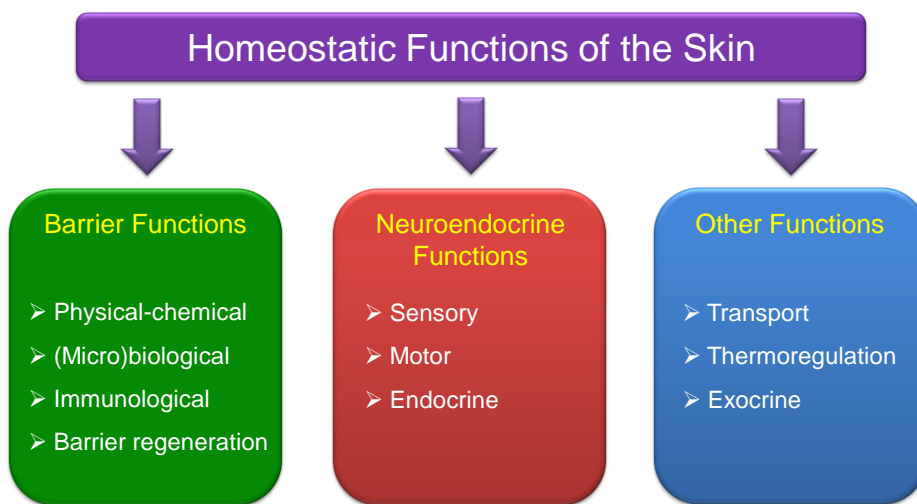 Homeostatic Functions of the Skin
Barrier Functions
➢ Physical-chemical
➢ (Micro)biological
➢ Immunological
➢ Barrier regeneration
Neuroendocrine
Functions
➢ Sensory
➢ Motor
➢ Endocrine
Other Functions
➢ Transport
➢ Thermoregulation
➢ Exocrine